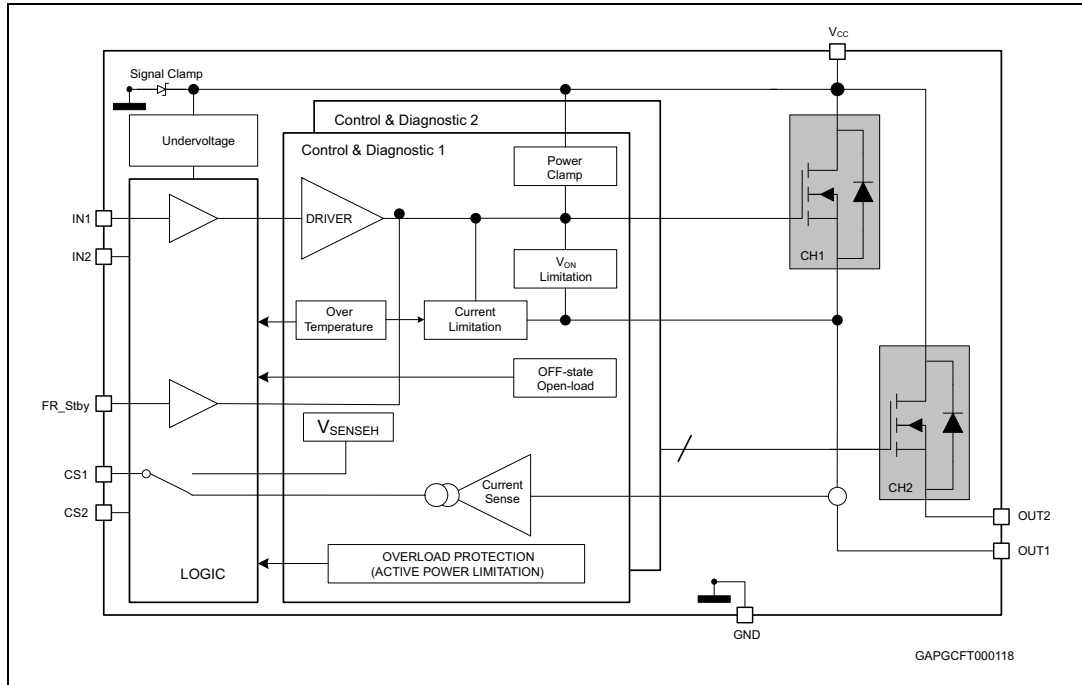 VCC
Signal Clamp
Control & Diagnostic 2
Undervoltage
Control & Diagnostic 1
Power
Clamp
IN1
DRIVER
IN2
VON
Limitation
CH1
Over
Temperature
Current
Limitation
OFF-state
Open-load
FR_Stby
VSENSEH
CS1
Current
Sense
CH2
CS2
OUT2
OUT1
OVERLOAD PROTECTION
(ACTIVE POWER LIMITATION)
LOGIC
GND
GAPGCFT000118